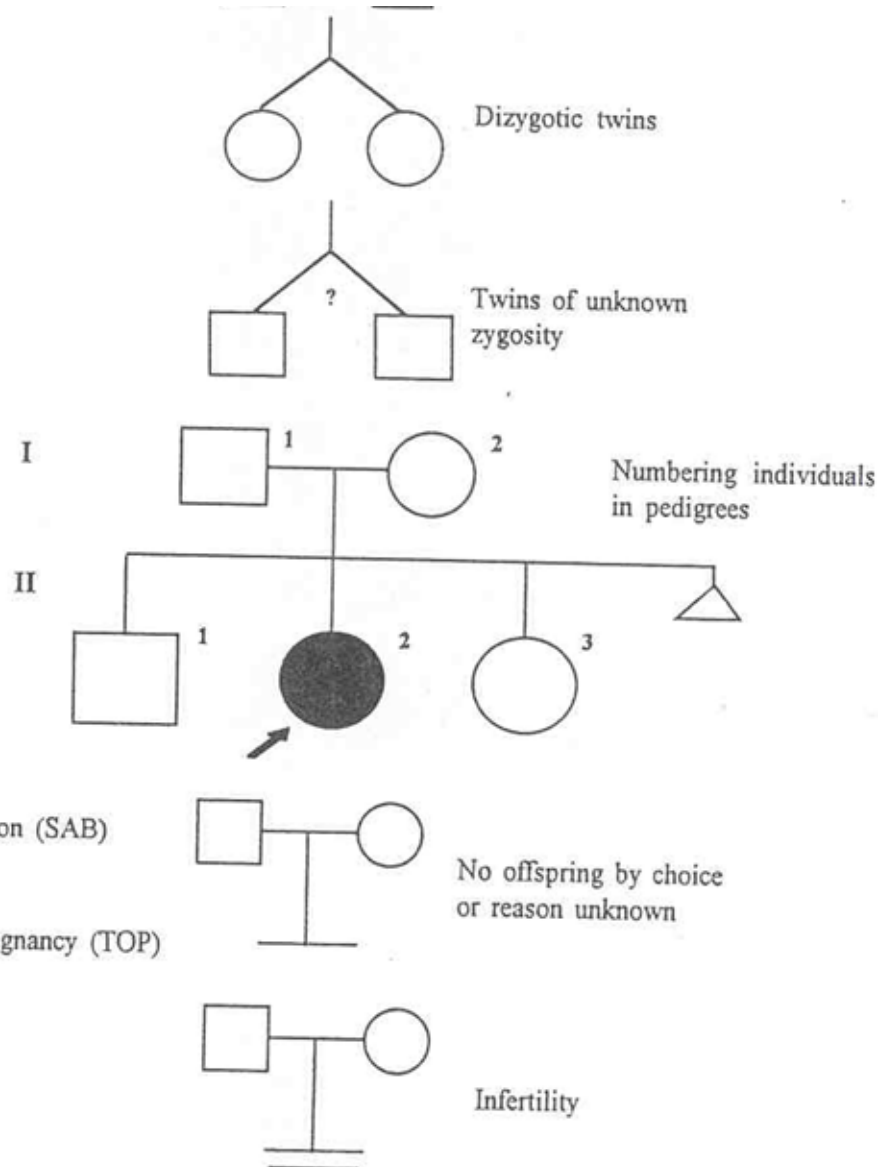 Dizygotic twins
?
Twins of unknown
zygosity
I
1
2
Numbering individuals
in pedigrees
II
1
2
3
on (SAB)
No offspring by choice
or reason unknown
gnancy (TOP)
Infertility